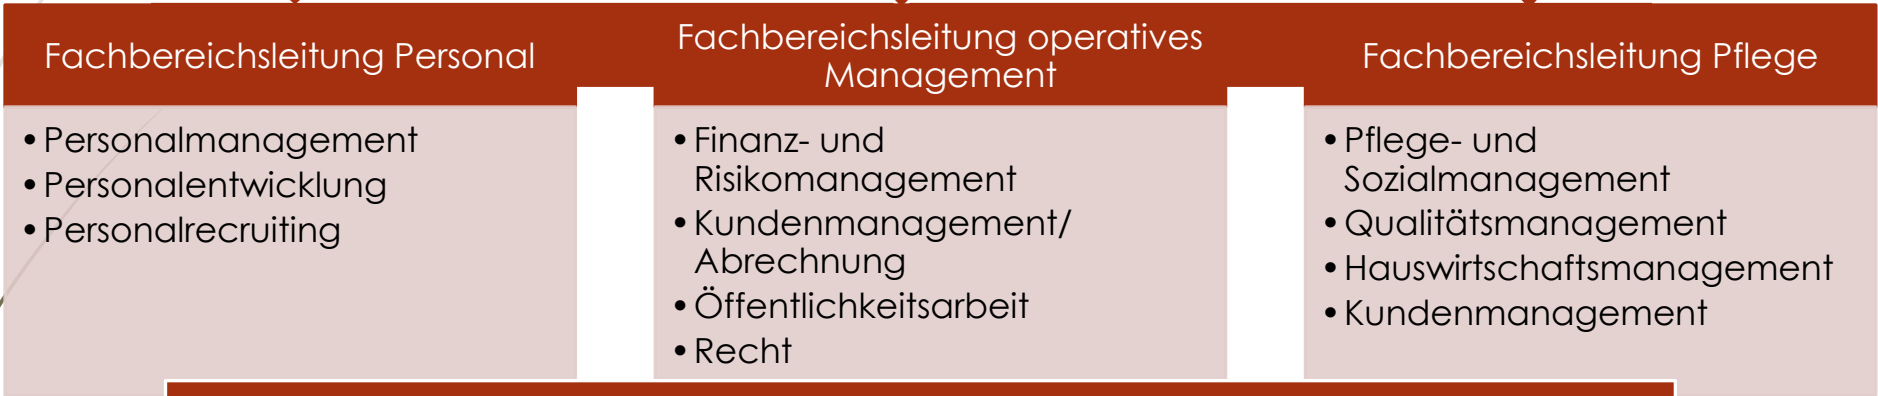 Fachbereichsleitung Personal
• Personalmanagement
• Personalentwicklung
• Personalrecruiting
Fachbereichsleitung operatives
Management
• Finanz- und
Risikomanagement
• Kundenmanagement/
Abrechnung
• Öffentlichkeitsarbeit
• Recht
Fachbereichsleitung Pflege
• Pflege- und
Sozialmanagement
• Qualitätsmanagement
• Hauswirtschaftsmanagement
• Kundenmanagement